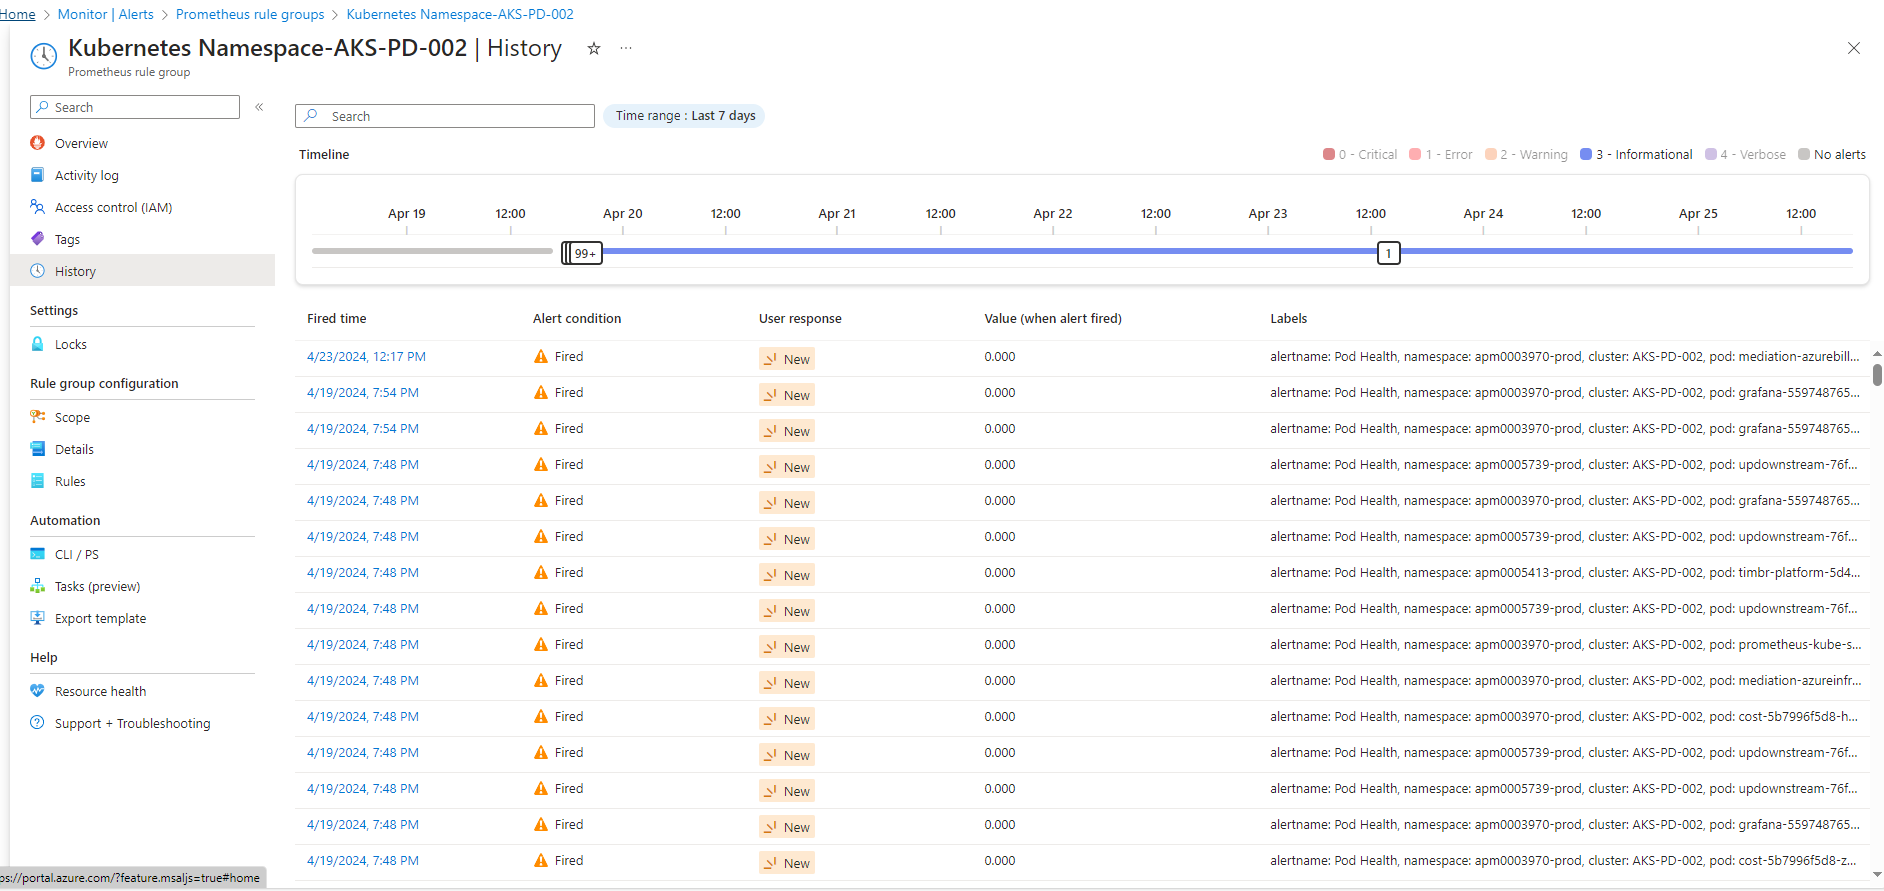 Home > Monitor | Alerts > Prometheus rule groups > Kubernetes Namespace-AKS-PD-002
Kubernetes Namespace-AKS-PD-002 | History
Prometheus rule group
Search
Overview
Activity log
Access control (IAM)
Tags
History
Settings
Locks
Rule group configuration
Scope
Details
Rules
Automation
CLI / PS
Tasks (preview)
Export template
Help
Resource health
Support + Troubleshooting
Search
Time range : Last 7 days
Timeline
0 - Critical 1 - Error 2 - Warning 3 - Informational 4 - Verbose No alerts
Apr 19 12:00 Apr 20 12:00 Apr 21 12:00 Apr 22 12:00 Apr 23 12:00 Apr 24 12:00 Apr 25 12:00
99+ 1
Fired time Alert condition User response Value (when alert fired) Labels
4/23/2024, 12:17 PM Fired New 0.000 alertname: Pod Health, namespace: apm0003970-prod, cluster: AKS-PD-002, pod: mediation-azurebill...
4/19/2024, 7:54 PM Fired New 0.000 alertname: Pod Health, namespace: apm0003970-prod, cluster: AKS-PD-002, pod: grafana-559748765...
4/19/2024, 7:54 PM Fired New 0.000 alertname: Pod Health, namespace: apm0003970-prod, cluster: AKS-PD-002, pod: grafana-559748765...
4/19/2024, 7:48 PM Fired New 0.000 alertname: Pod Health, namespace: apm0005739-prod, cluster: AKS-PD-002, pod: updownstream-76f...
4/19/2024, 7:48 PM Fired New 0.000 alertname: Pod Health, namespace: apm0003970-prod, cluster: AKS-PD-002, pod: grafana-559748765...
4/19/2024, 7:48 PM Fired New 0.000 alertname: Pod Health, namespace: apm0005739-prod, cluster: AKS-PD-002, pod: updownstream-76f...
4/19/2024, 7:48 PM Fired New 0.000 alertname: Pod Health, namespace: apm0005413-prod, cluster: AKS-PD-002, pod: timbr-platform-5d4...
4/19/2024, 7:48 PM Fired New 0.000 alertname: Pod Health, namespace: apm0005739-prod, cluster: AKS-PD-002, pod: updownstream-76f...
4/19/2024, 7:48 PM Fired New 0.000 alertname: Pod Health, namespace: apm0003970-prod, cluster: AKS-PD-002, pod: prometheus-kube-s...
4/19/2024, 7:48 PM Fired New 0.000 alertname: Pod Health, namespace: apm0003970-prod, cluster: AKS-PD-002, pod: mediation-azureinfr...
4/19/2024, 7:48 PM Fired New 0.000 alertname: Pod Health, namespace: apm0003970-prod, cluster: AKS-PD-002, pod: cost-5b7996f5d8-h...
4/19/2024, 7:48 PM Fired New 0.000 alertname: Pod Health, namespace: apm0005739-prod, cluster: AKS-PD-002, pod: updownstream-76f...
4/19/2024, 7:48 PM Fired New 0.000 alertname: Pod Health, namespace: apm0005739-prod, cluster: AKS-PD-002, pod: updownstream-76f...
4/19/2024, 7:48 PM Fired New 0.000 alertname: Pod Health, namespace: apm0003970-prod, cluster: AKS-PD-002, pod: grafana-559748765...
4/19/2024, 7:48 PM Fired New 0.000 alertname: Pod Health, namespace: apm0003970-prod, cluster: AKS-PD-002, pod: cost-5b7996f5d8-z...
ps://portal.azure.com/?feature.msaljs=true#home